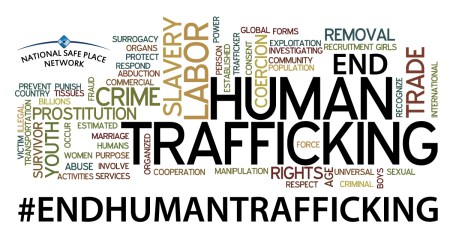 NATIONAL SAFE PLACE
NETWORK
SURROGACY
ORGANS
PROTECT
RESPOND
ABDUCTION
COMMERCIAL
SLAVERY
LABOR
PERSON
POWER
ESTABLISHED
TRAFFICKER
CONSENT
COERCION
GLOBAL FORMS
EXPLOITATION
INVESTIGATING
COMMUNITY
POPULATION
REMOVAL
RECRUITMENT GIRLS
END
TRADE
RECOGNIZE
INTERNATIONAL
PREVENT PUNISH
COUNTRY TISSUES
BILLIONS
FRAUD
CRIME
PROSTITUTION
HUMAN
TRAFFICKING
VICTIM ILLEGAL
TRANSPORTATION
SURVIVOR
YOUTH
OCCUR
ESTIMATED
MARRIAGE
HUMANS
WOMEN PURPOSE
ABUSE INVOLVE
ACTIVITIES SERVICES
ORGANIZED
COOPERATION
MANIPULATION
FORCE
RIGHTS
RESPECT
AGE
UNIVERSAL
CRIMINAL
BOYS
SEXUAL
#ENDHUMANTRAFFICKING